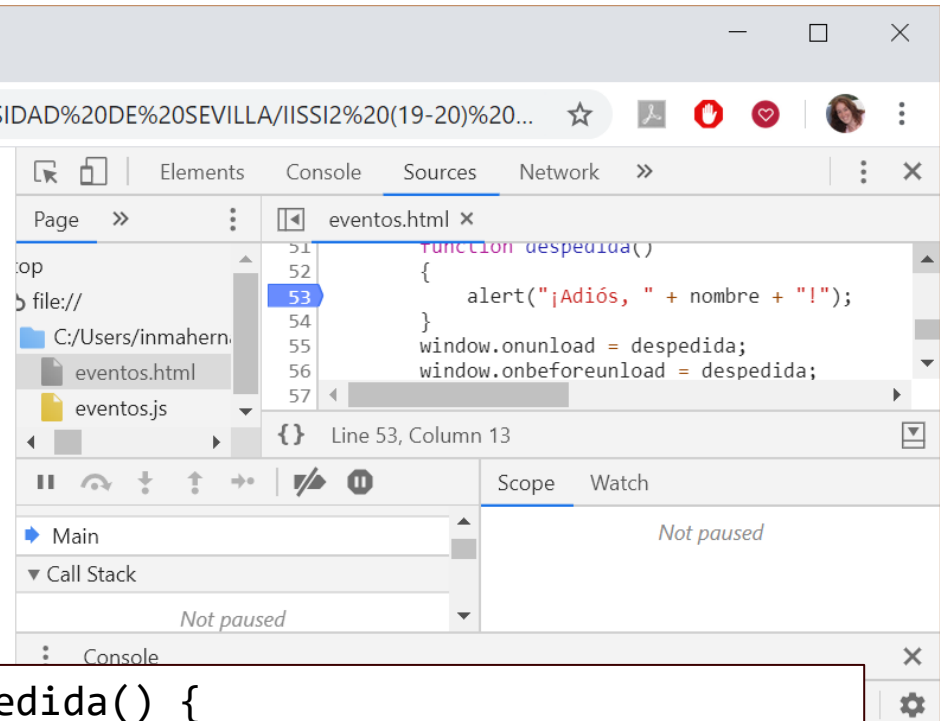 SIDAD%20DE%20SEVILLA/IISSI2%20(19-20)%20...
Elements Console Sources Network »
Page » eventos.html ×
top
file://
C:/Users/inmahern
eventos.html
eventos.js
51 function despedida()
52 {
53 alert("¡Adiós, " + nombre + "!");
54 }
55 window.onunload = despedida;
56 window.onbeforeunload = despedida;
57
{} Line 53, Column 13
Scope Watch
Main
Not paused
Call Stack
Not paused
Console
edida() {